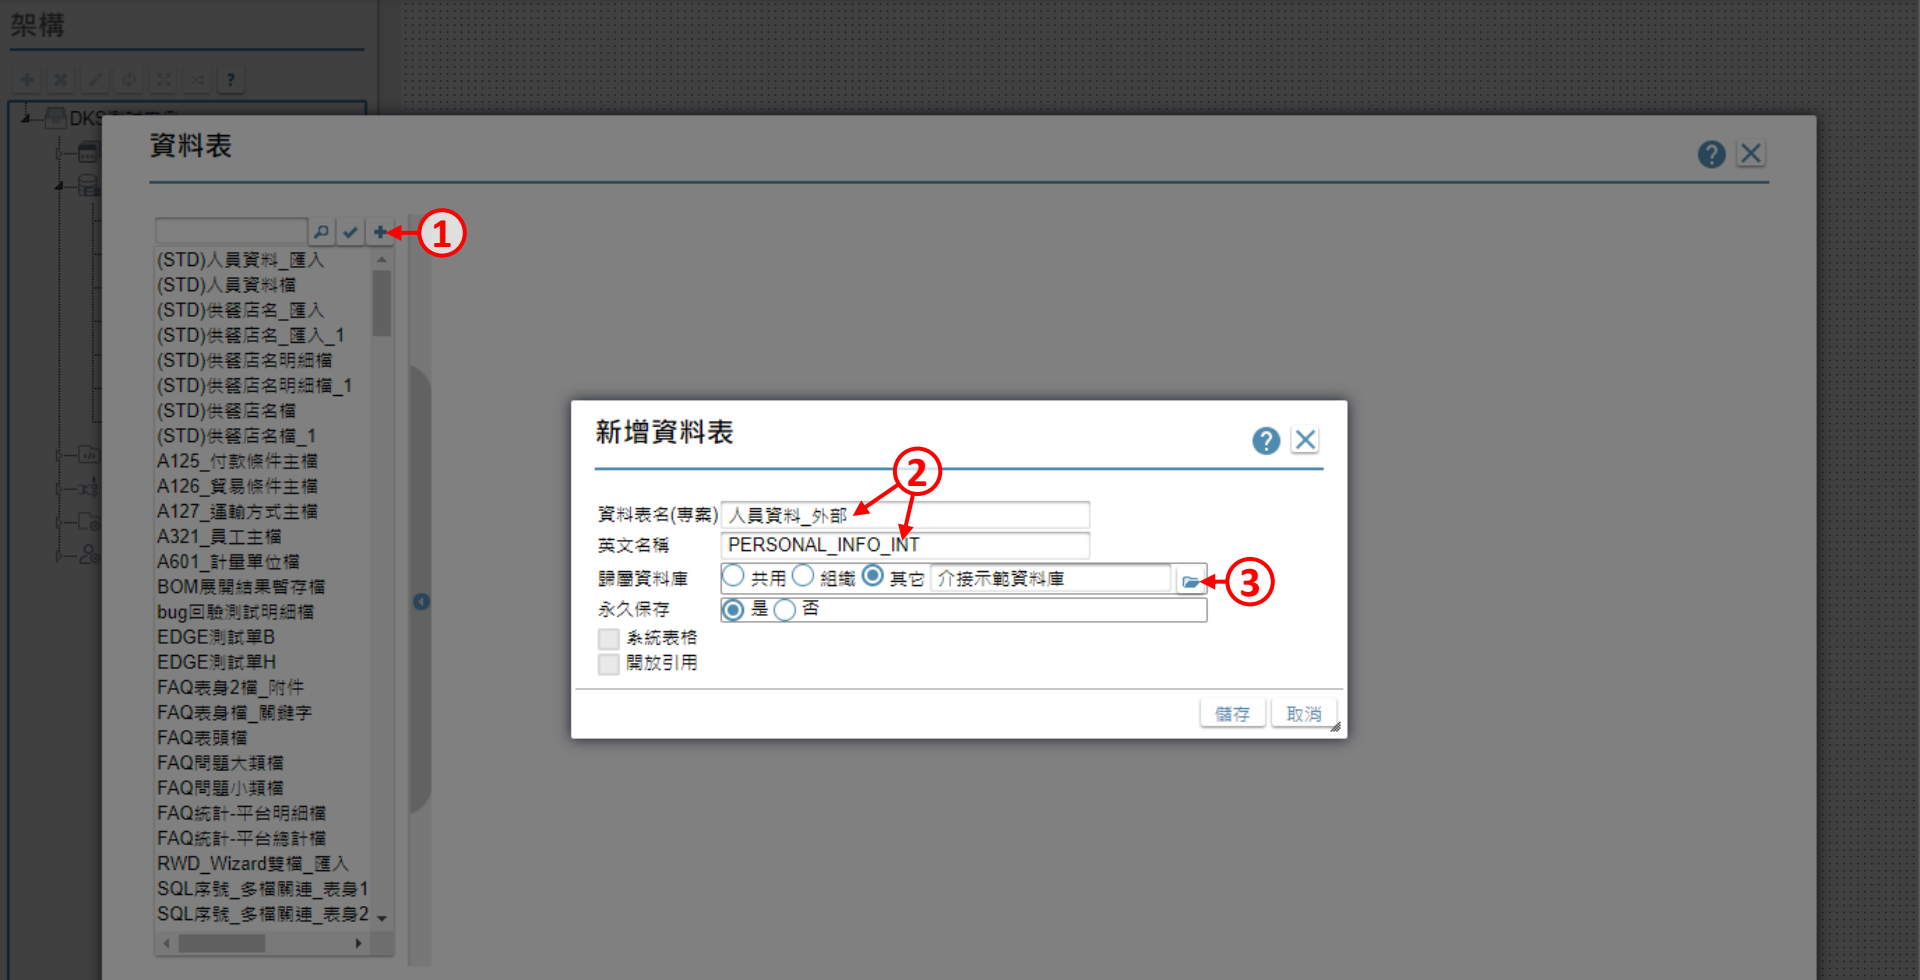 架構
?
DKS
資料表
?
1
(STD)人員資料_匯入
(STD)人員資料檔
(STD)供餐店名_匯入
(STD)供餐店名_匯入_1
(STD)供餐店名明細檔
(STD)供餐店名明細檔_1
(STD)供餐店名檔
(STD)供餐店名檔_1
A125_付款條件主檔
A126_貿易條件主檔
A127_運輸方式主檔
A321_員工主檔
A601_計量單位檔
BOM展開結果暫存檔
bug回驗測試明細檔
EDGE測試單B
EDGE測試單H
FAQ表身2檔_附件
FAQ表身檔_關鍵字
FAQ表頭檔
FAQ問題大類檔
FAQ問題小類檔
FAQ統計-平台明細檔
FAQ統計-平台總計檔
RWD_Wizard雙檔_匯入
SQL序號_多檔關連_表身1
SQL序號_多檔關連_表身2
新增資料表
?
2
資料表名(專案) 人員資料_外部
英文名稱 PERSONAL_INFO_INT
歸屬資料庫 共用 組織 其它 介接示範資料庫
3
永久保存 是 否
系統表格
開放引用
儲存 取消